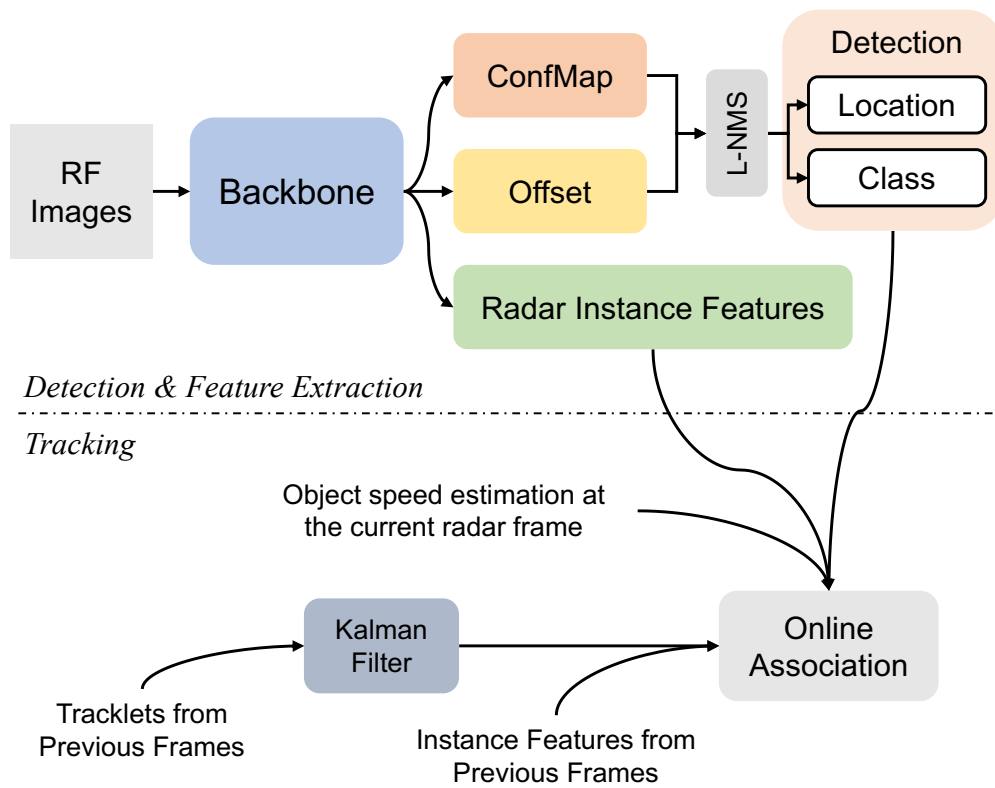 RF
Images
Backbone
ConfMap
Offset
Radar Instance Features
L-NMS
Detection
Location
Class
Detection & Feature Extraction
Tracking
Object speed estimation at
the current radar frame
Kalman
Filter
Online
Association
Tracklets from
Previous Frames
Instance Features from
Previous Frames